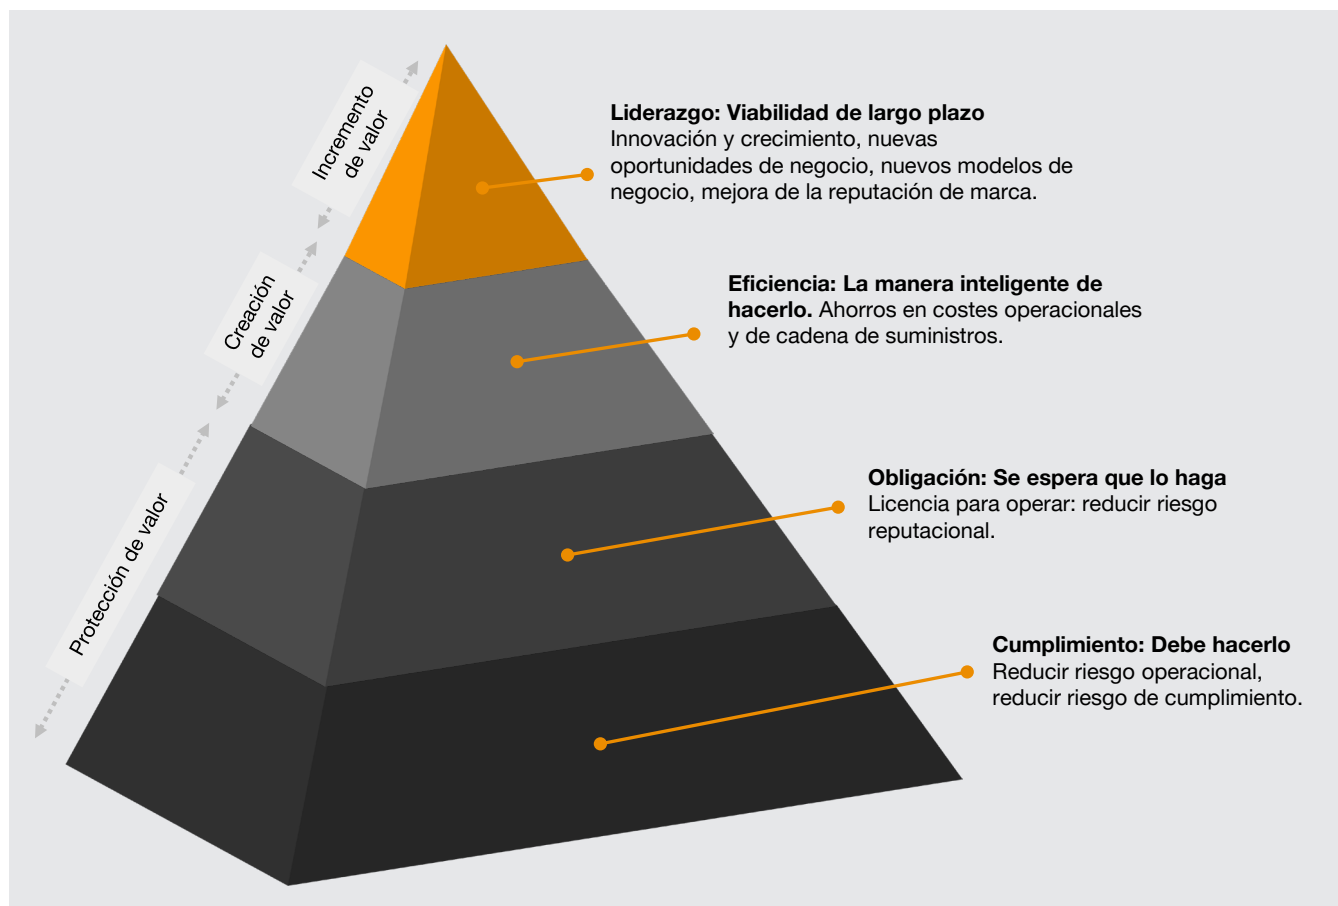 Incremento
de valor
Liderazgo: Viabilidad de largo plazo
Innovación y crecimiento, nuevas
oportunidades de negocio, nuevos modelos de
negocio, mejora de la reputación de marca.
Creación
de valor
Eficiencia: La manera inteligente de
hacerlo. Ahorros en costes operacionales
y de cadena de suministros.
Protección de valor
Obligación: Se espera que lo haga
Licencia para operar: reducir riesgo
reputacional.
Cumplimiento: Debe hacerlo
Reducir riesgo operacional,
reducir riesgo de cumplimiento.